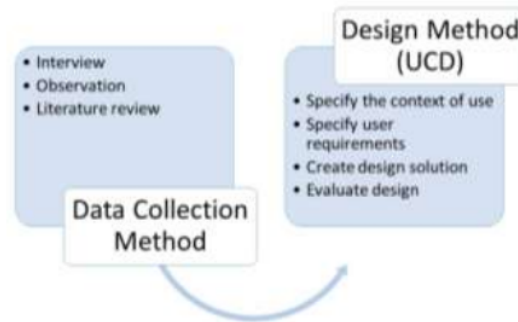 • Interview
• Observation
• Literature review
Data Collection
Method
Design Method
(UCD)
• Specify the context of use
• Specify user
requirements
• Create design solution
• Evaluate design